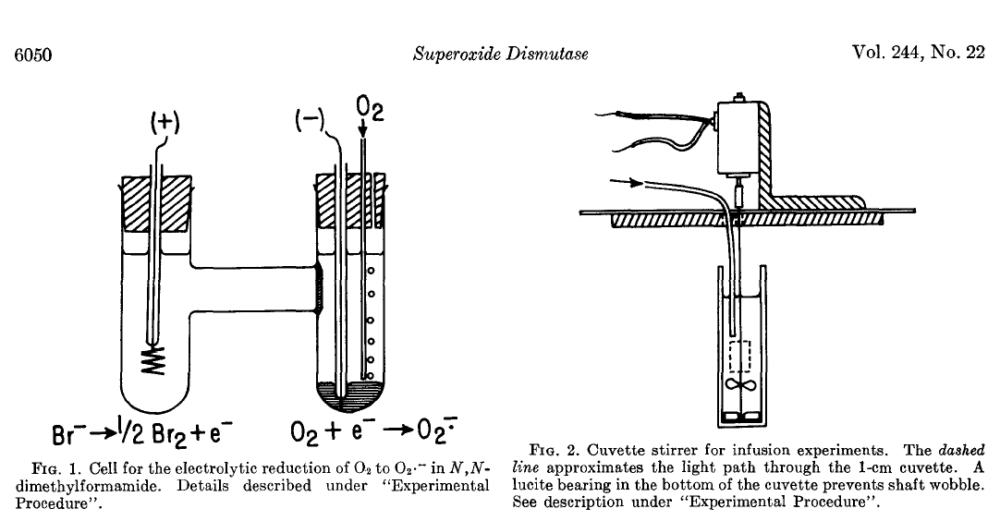 6050
Superoxide Dismutase
Vol. 244, No. 22
(+)
(−)
O2
Br⁻→1/2 Br2+e⁻
O2 + e⁻ →O2⁻·
FIG. 1. Cell for the electrolytic reduction of O2 to O2·⁻ in N,N-
dimethylformamide. Details described under “Experimental
Procedure”.
FIG. 2. Cuvette stirrer for infusion experiments. The dashed
line approximates the light path through the 1-cm cuvette. A
lucite bearing in the bottom of the cuvette prevents shaft wobble.
See description under “Experimental Procedure”.